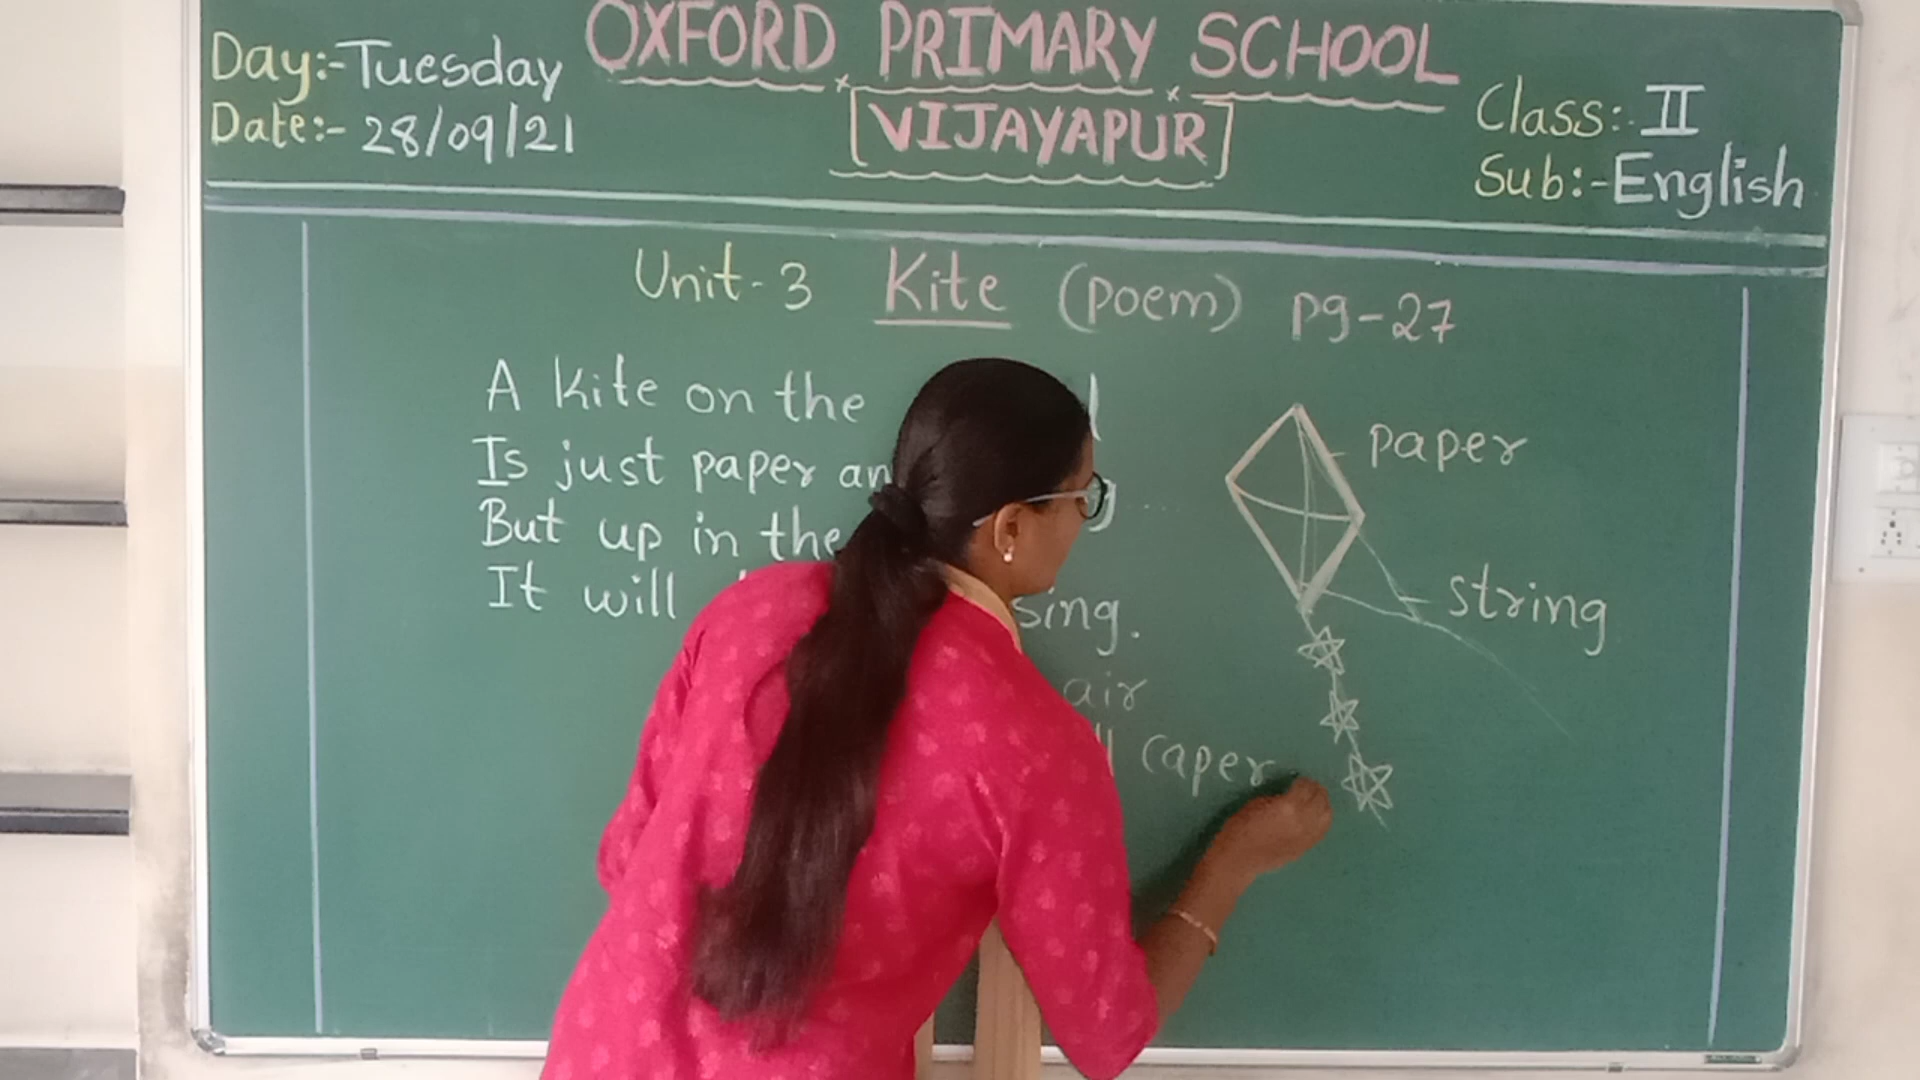 OXFORD PRIMARY SCHOOL
[VIJAYAPUR]
Day:-Tuesday
Date:- 28/09/21
Class:- II
Sub:-English
Unit-3 Kite (poem) pg-27
A kite on the
Is just paper
But up in the
It will sing.
air
caper
paper
string